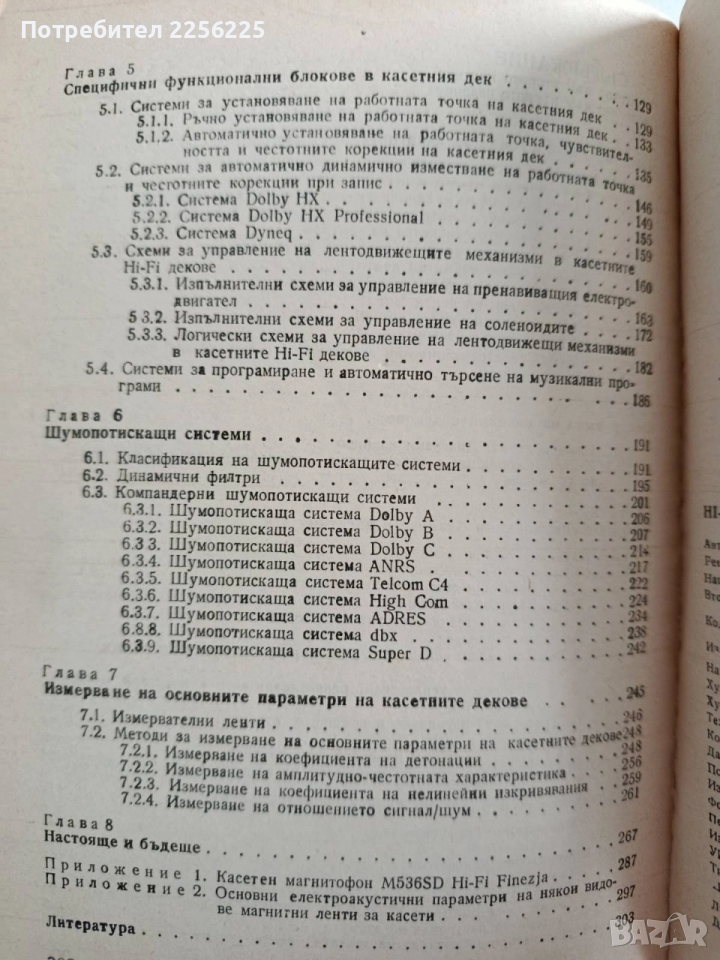 Потребител 2256225
Глава 5
Специфични функционални блокове в касетния дек . . . . . 129
5.1. Системи за установяване на работната точка на касетния дек . 129
5.1.1. Ръчно установяване на работната точка на касетния дек . 133
5.1.2. Автоматично установяване на работната точка, чувствител-
ността и честотните корекции на касетния дек . . . . . 135
5.2. Системи за автоматично динамично изместване на работната точка
и честотните корекции при запис . . . . . 146
5.2.1. Система Dolby HX . . . . . 149
5.2.2. Система Dolby HX Professional . . . . . 155
5.2.3. Система Dyneq . . . . . 159
5.3. Схеми за управление на лентодвижещите механизми в касетните
Hi-Fi декове . . . . . 160
5.3.1. Изпълнителни схеми за управление на пренавиващия електро-
двигател . . . . . 163
5 3.2. Изпълнителни схеми за управление на соленоидите . . . . . 172
5.3.3. Логически схеми за управление на лентодвижещи механизми
в касетните Hi-Fi декове . . . . . 182
5.4. Системи за програмиране и автоматично търсене на музикални про-
грами . . . . . 186
Глава 6
Шумопотискащи системи . . . . . 191
6.1. Класификация на шумопотискащите системи . . . . . 191
6.2. Динамични филтри . . . . . 195
6.3. Компандерни шумопотискащи системи . . . . . 201
6.3.1. Шумопотискаща система Dolby A . . . . . 206
6.3.2. Шумопотискаща система Dolby B . . . . . 207
6.3 3. Шумопотискаща система Dolby C . . . . . 214
6.3.4. Шумопотискаща система ANRS . . . . . 217
6.3.5. Шумопотискаща система Telcom C4 . . . . . 222
6.3.6. Шумопотискаща система High Com . . . . . 224
6.3.7. Шумопотискаща система ADRES . . . . . 234
6.8.8. Шумопотискаща система dbx . . . . . 238
6.3.9. Шумопотискаща система Super D . . . . . 242
Глава 7
Измерване на основните параметри на касетните декове . . . . . 245
7.1. Измервателни ленти . . . . . 246
7.2. Методи за измерване на основните параметри на касетните декове 248
7.2.1. Измерване на коефициента на детонации . . . . . 248
7.2.2. Измерване на амплитудно-честотната характеристика . . . . . 256
7.2.3. Измерване на коефициента на нелинейни изкривявания . . . . . 259
7.2.4. Измерване на отношението сигнал/шум . . . . . 261
Глава 8
Настояще и бъдеще . . . . . 267
Приложение 1. Касетен магнитофон M536SD Hi-Fi Finezja . . . . . 287
Приложение 2. Основни електроакустични параметри на някои видо-
ве магнитни ленти за касети . . . . . 297
Литература . . . . . 303
BAZAR